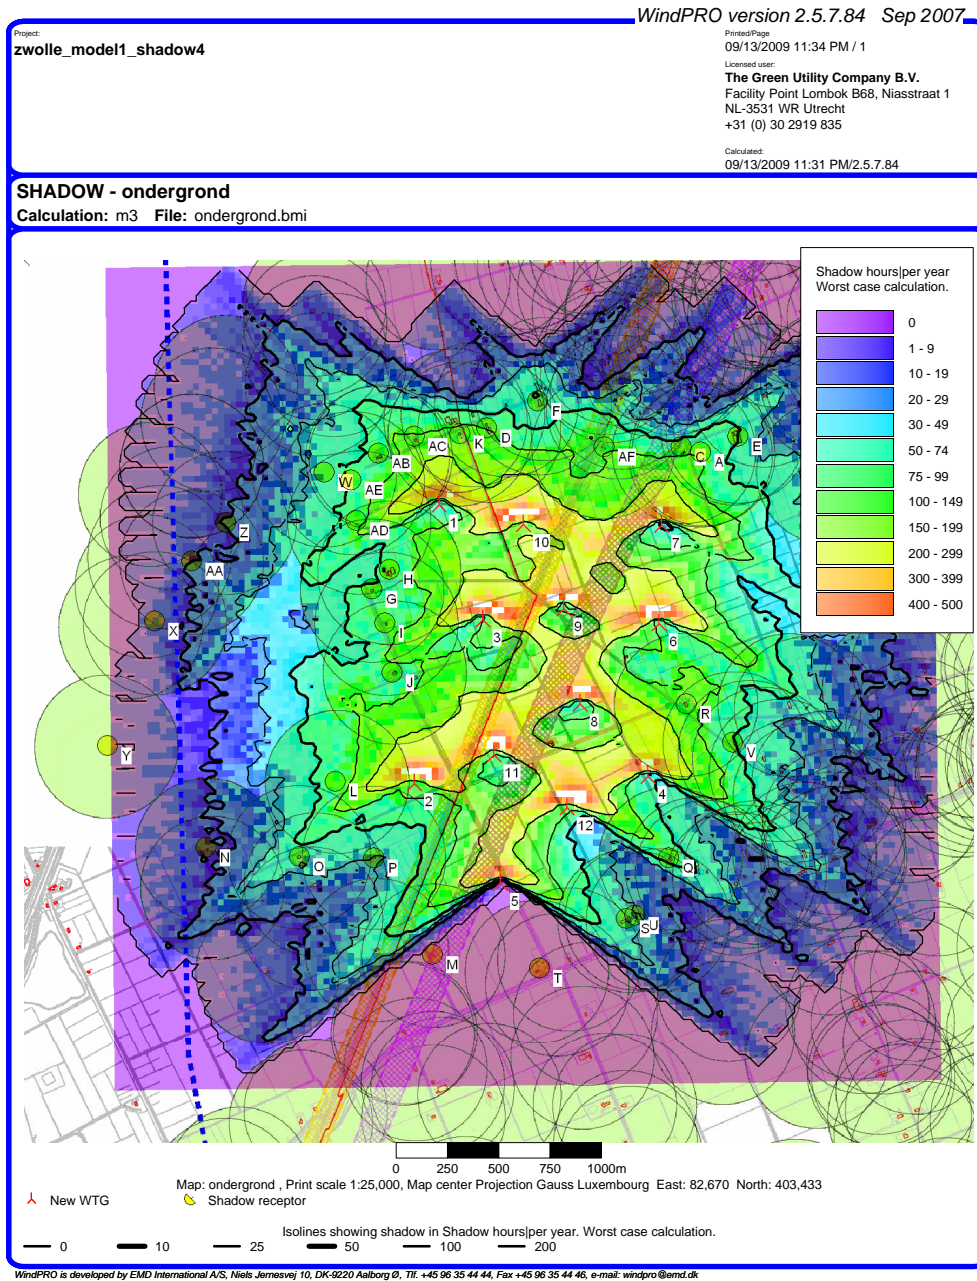 WindPRO version 2.5.7.84 Sep 2007
Project:
zwolle_model1_shadow4
Printed/Page
09/13/2009 11:34 PM / 1
Licensed user:
The Green Utility Company B.V.
Facility Point Lombok B68, Niasstraat 1
NL-3531 WR Utrecht
+31 (0) 30 2919 835
Calculated:
09/13/2009 11:31 PM/2.5.7.84
SHADOW - ondergrond
Calculation: m3 File: ondergrond.bmi
Shadow hours|per year
Worst case calculation.
0
1 - 9
10 - 19
20 - 29
30 - 49
50 - 74
75 - 99
100 - 149
150 - 199
200 - 299
300 - 399
400 - 500
F
AC
K
D
E
AB
AF
C
A
W
AE
1
AD
Z
10
7
AA
H
G
X
I
3
9
6
J
R
8
Y
V
11
L
2
4
12
N
O
P
Q
5
S
U
M
T
0
250
500
750
1000m
Map: ondergrond , Print scale 1:25,000, Map center Projection Gauss Luxembourg East: 82,670 North: 403,433
New WTG
Shadow receptor
Isolines showing shadow in Shadow hours|per year. Worst case calculation.
0
10
25
50
100
200
WindPRO is developed by EMD International A/S, Niels Jernesvej 10, DK-9220 Aalborg Ø, Tlf. +45 96 35 44 44, Fax +45 96 35 44 46, e-mail: windpro@emd.dk